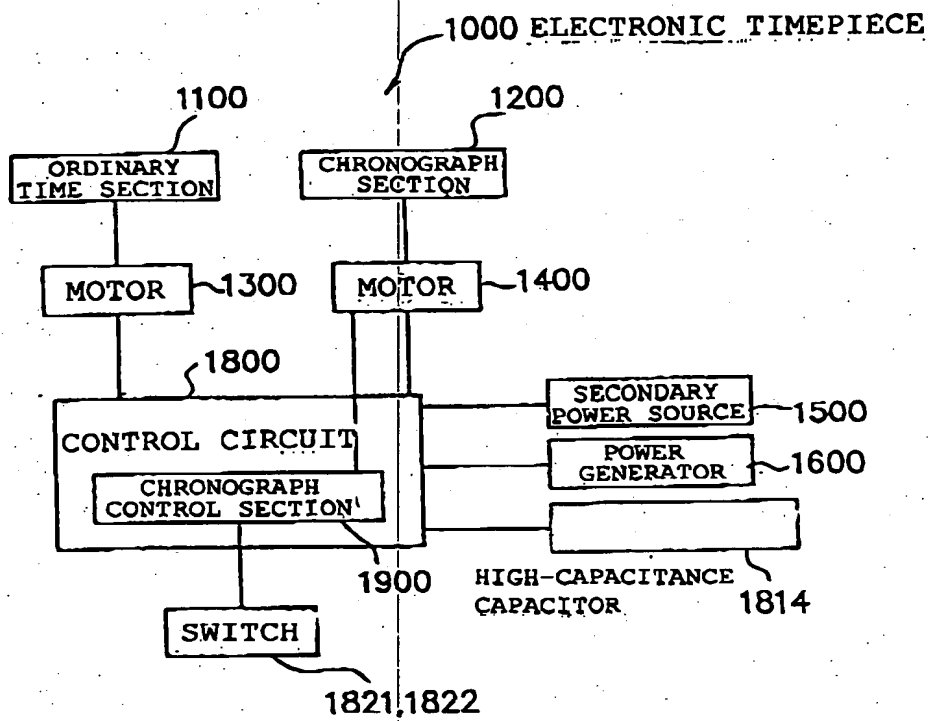 1000 ELECTRONIC TIMEPIECE
1100
1200
ORDINARY
TIME SECTION
CHRONOGRAPH
SECTION
MOTOR
1300
MOTOR
1400
1800
CONTROL CIRCUIT
SECONDARY
POWER SOURCE
1500
POWER
GENERATOR
1600
CHRONOGRAPH
CONTROL SECTION
1900
HIGH-CAPACITANCE
CAPACITOR
1814
SWITCH
1821,1822